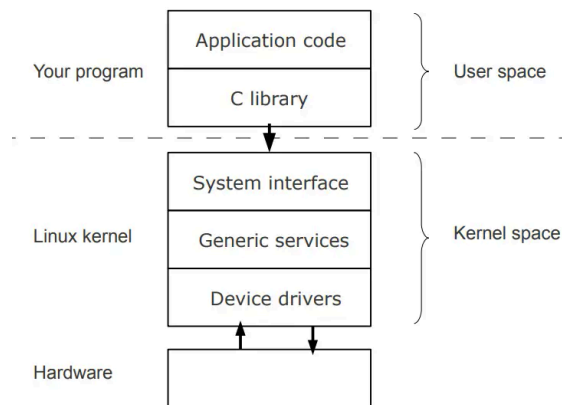 Application code
Your program
User space
C library
System interface
Linux kernel
Generic services
Kernel space
Device drivers
Hardware